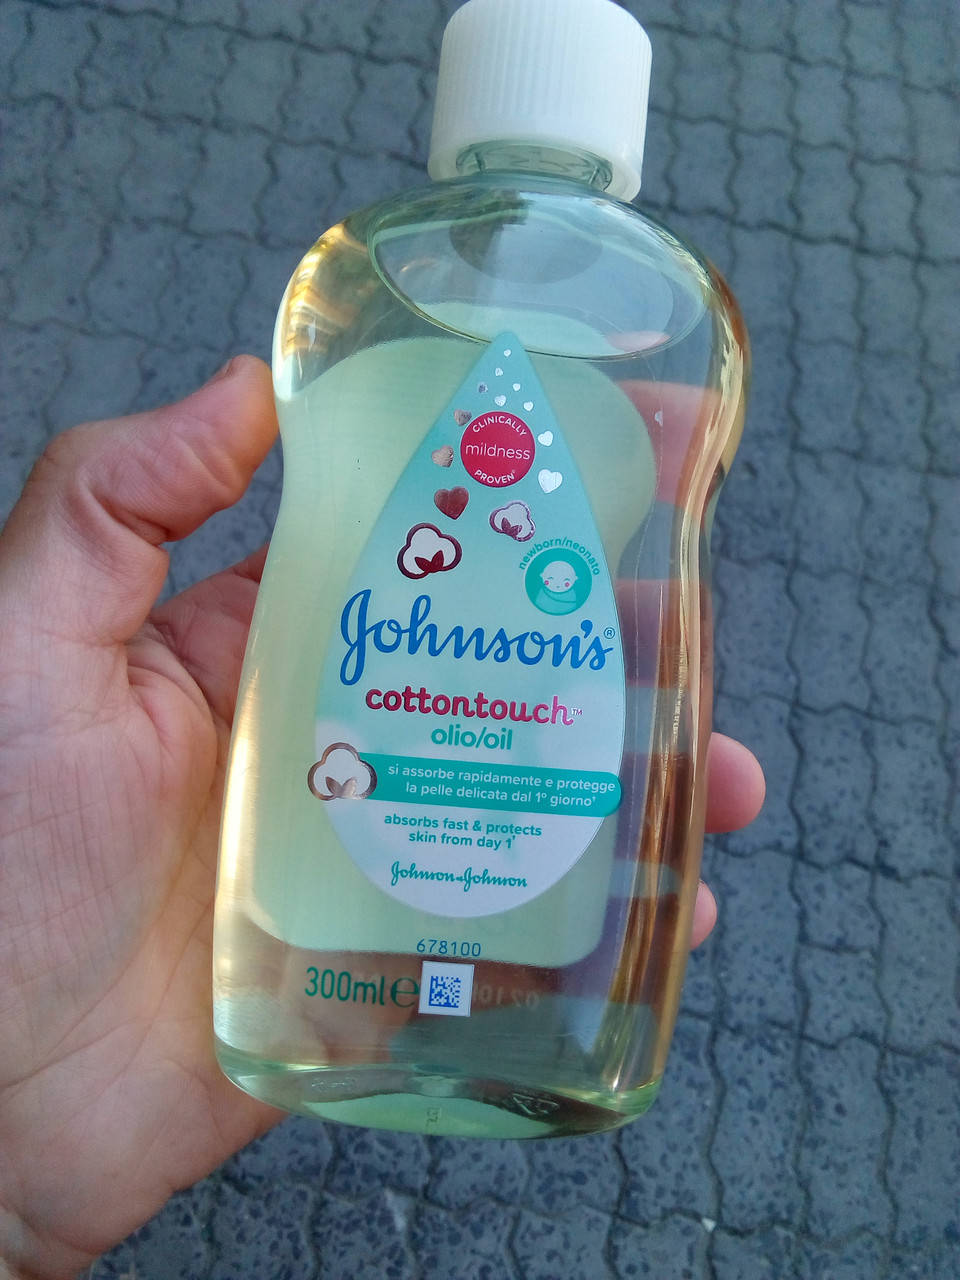 CLINICALLY
mildness
PROVEN°
newborn/neonato
Johnson's®
cottontouch™
olio/oil
si assorbe rapidamente e protegge
la pelle delicata dal 1° giorno†
absorbs fast & protects
skin from day 1†
Johnson & Johnson
678100
300ml ℮